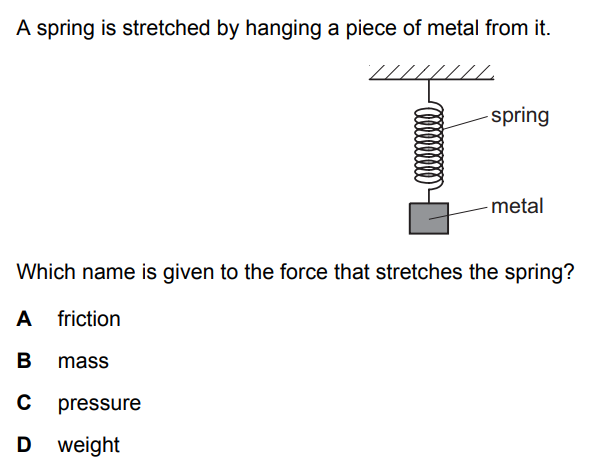 A spring is stretched by hanging a piece of metal from it.
spring
metal
Which name is given to the force that stretches the spring?
A friction
B mass
C pressure
D weight